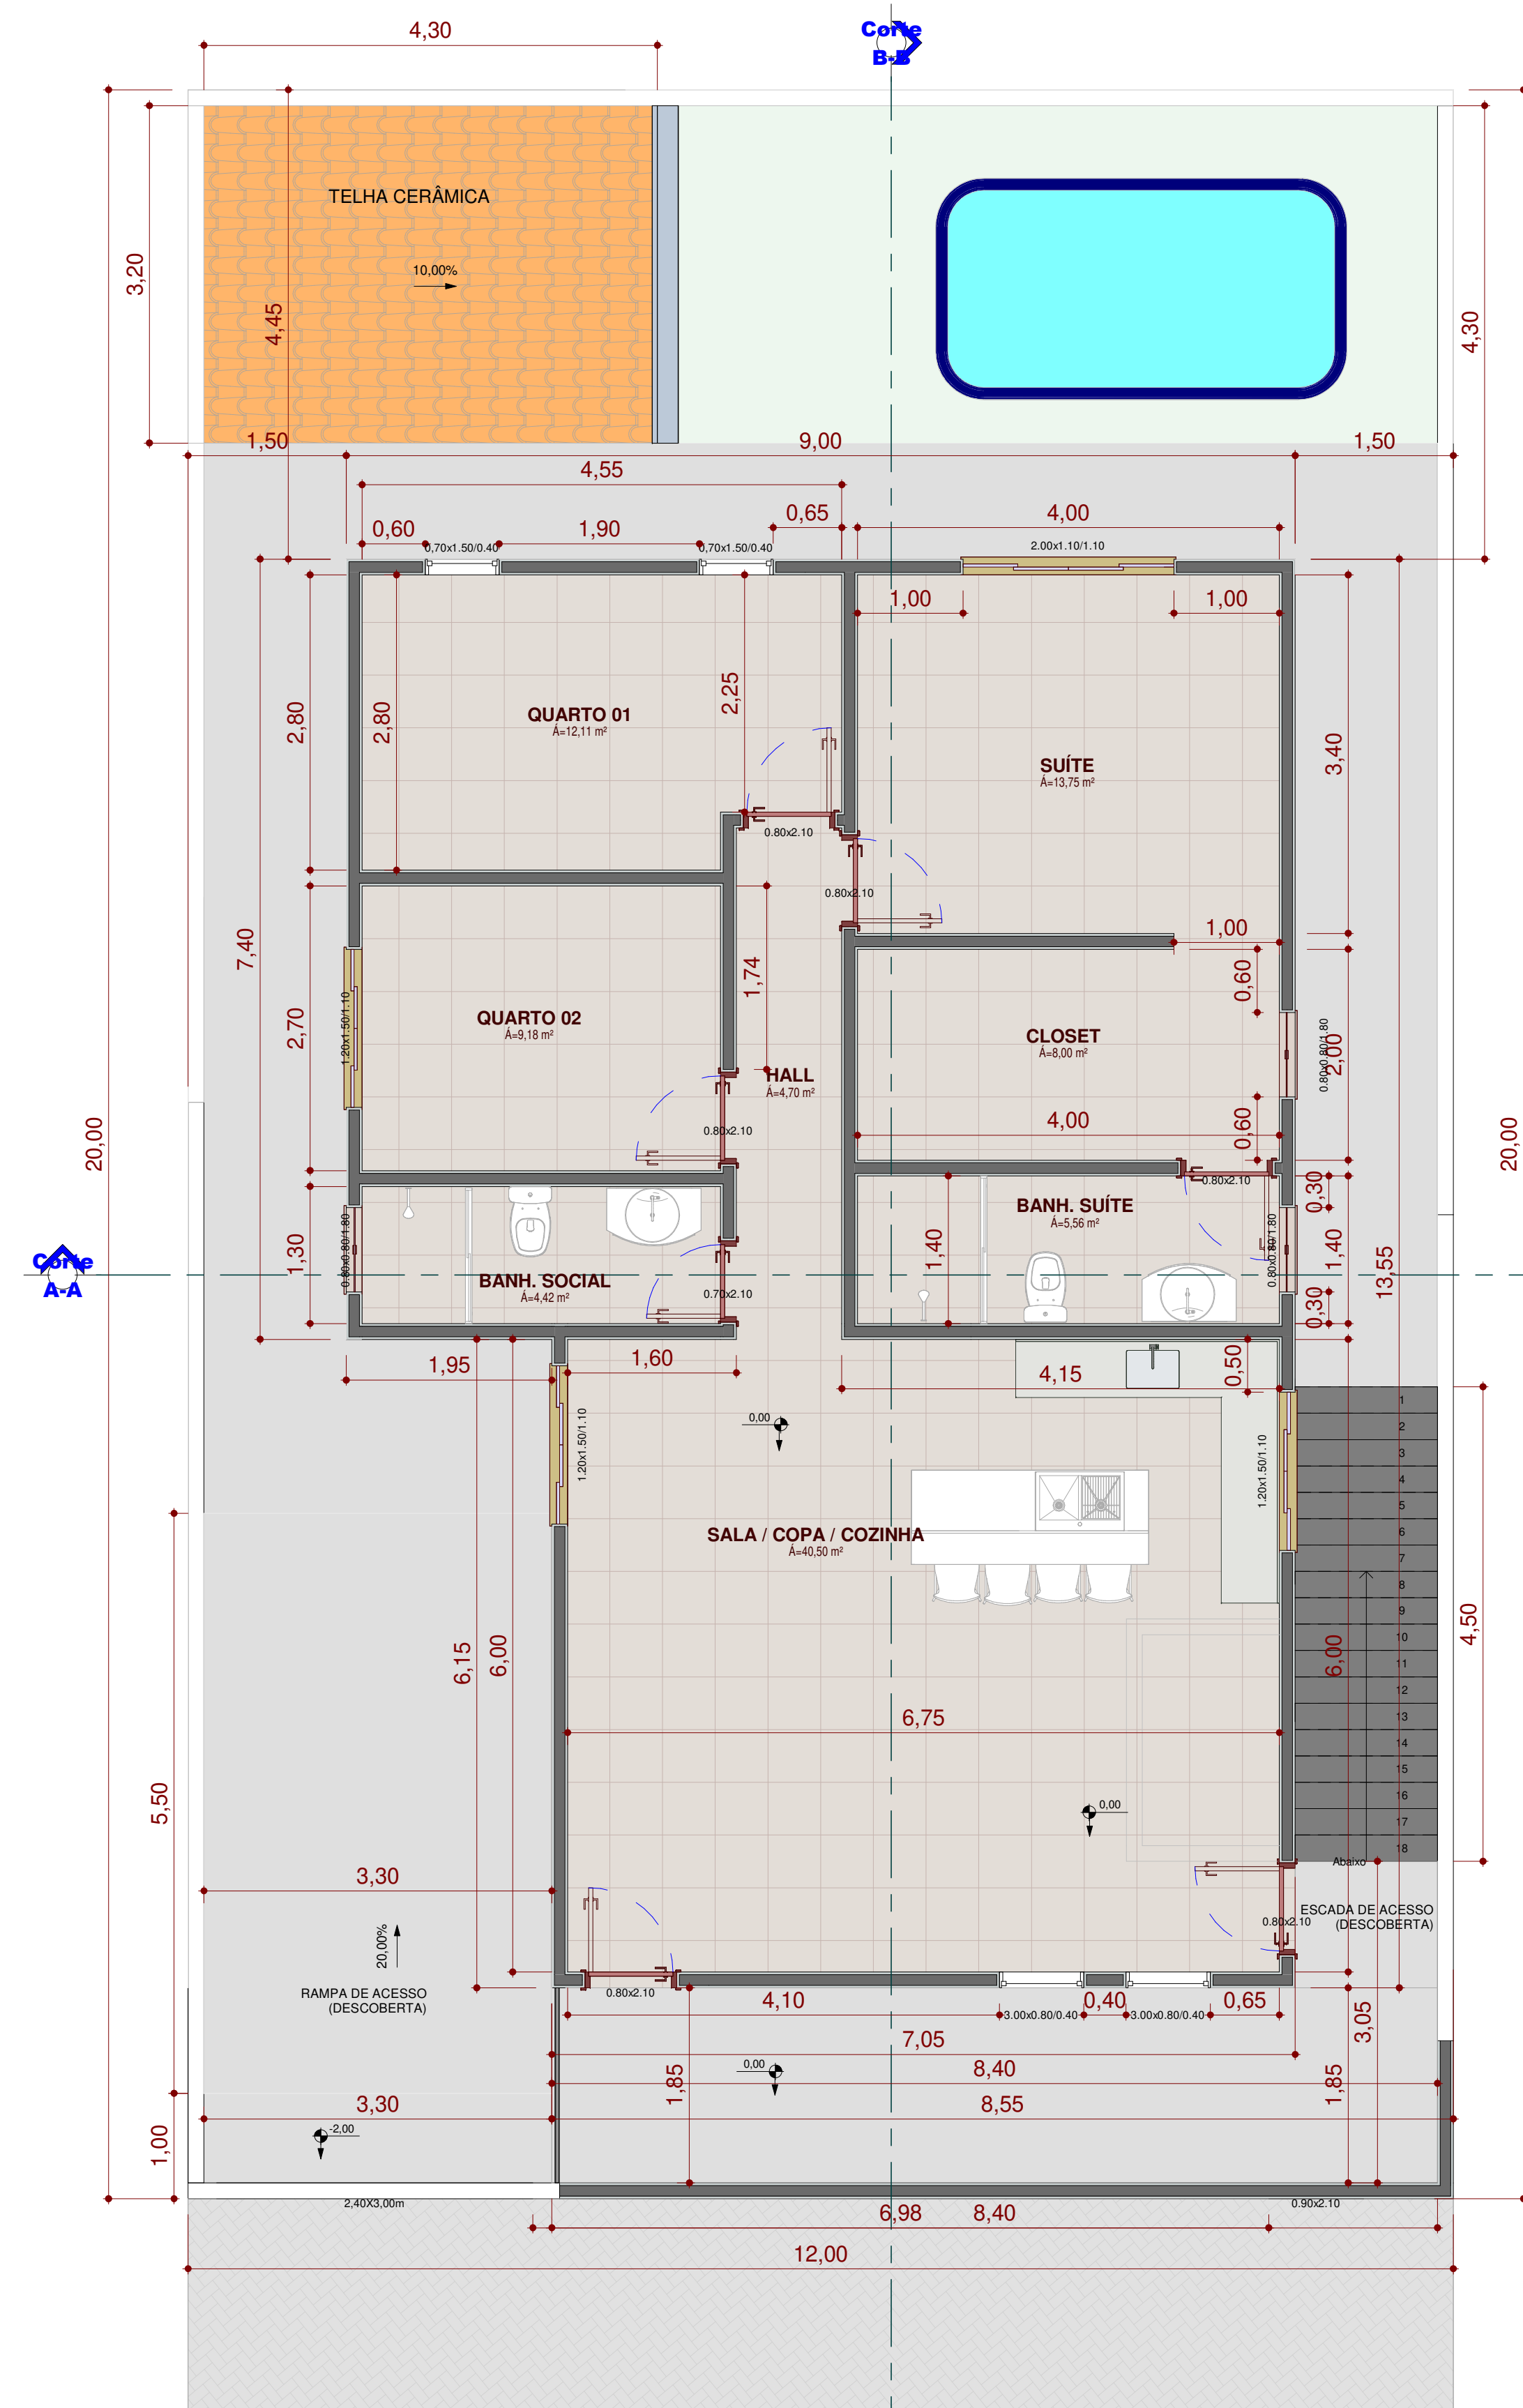 4,30
Corte
B-B
TELHA CERÂMICA
10,00%
3,20
4,45
4,30
1,50
9,00
1,50
4,55
0,60
1,90
0,65
4,00
0,70x1.50/0.40
0,70x1.50/0.40
2.00x1.10/1.10
1,00
1,00
2,80
2,80
2,25
QUARTO 01
Á=12,11 m²
SUÍTE
Á=13,75 m²
3,40
0.80x2.10
0.80x2.10
7,40
1,00
0,60
1,74
2,70
1.20x1.50/1.10
QUARTO 02
Á=9,18 m²
CLOSET
Á=8,00 m²
0.80x0.80/1.80
2,00
HALL
Á=4,70 m²
20,00
20,00
0.80x2.10
4,00
0,60
0.80x2.10
0,30
BANH. SUÍTE
Á=5,56 m²
1,30
0.80x0.80/1.80
1,40
0.80x0.80/1.80
1,40
13,55
Corte
A-A
BANH. SOCIAL
Á=4,42 m²
0.70x2.10
0,30
1,95
1,60
4,15
0,50
0,00
1.20x1.50/1.10
1.20x1.50/1.10
1
2
3
4
5
6
7
8
9
10
11
12
13
14
15
16
17
18
SALA / COPA / COZINHA
Á=40,50 m²
6,15
6,00
6,00
4,50
6,75
5,50
0,00
Abaixo
3,30
ESCADA DE ACESSO
(DESCOBERTA)
0.80x2.10
20,00%
RAMPA DE ACESSO
(DESCOBERTA)
0.80x2.10
4,10
3.00x0.80/0.40
0,40
3.00x0.80/0.40
0,65
3,05
7,05
0,00
8,40
1,85
1,85
3,30
8,55
1,00
-2,00
2,40X3,00m
0.90x2.10
6,98
8,40
12,00